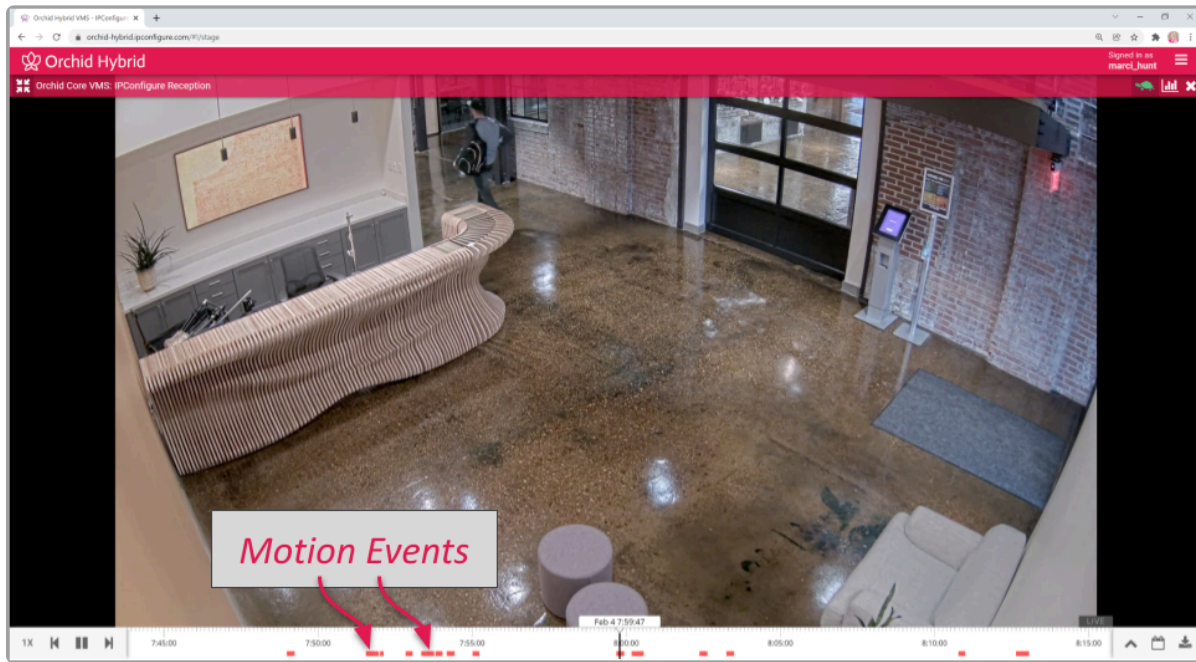 Orchid Hybrid VMS - IPConfigur
orchid-hybrid.ipconfigure.com/#!/stage
Orchid Hybrid
Signed in as
marci_hunt
Orchid Core VMS: IPConfigure Reception
Motion Events
Feb 4 7:59:47
LIVE
1X
7:45:00
7:50:00
7:55:00
8:00:00
8:05:00
8:10:00
8:15:00